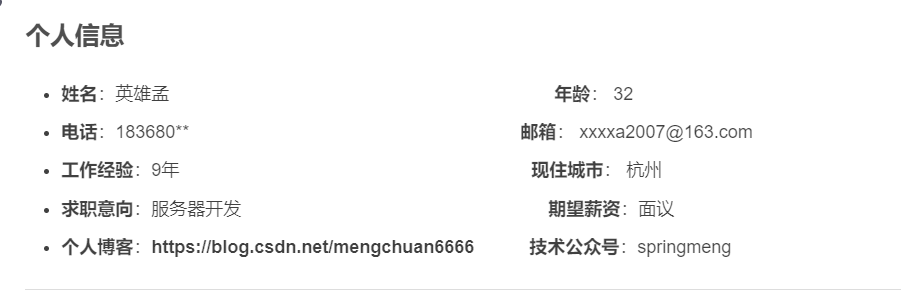 个人信息
姓名：英雄孟 年龄： 32
电话：183680** 邮箱： xxxxa2007@163.com
工作经验：9年 现住城市： 杭州
求职意向：服务器开发 期望薪资：面议
个人博客：https://blog.csdn.net/mengchuan6666 技术公众号：springmeng